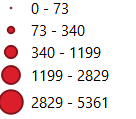 0 - 73
73 - 340
340 - 1199
1199 - 2829
2829 - 5361